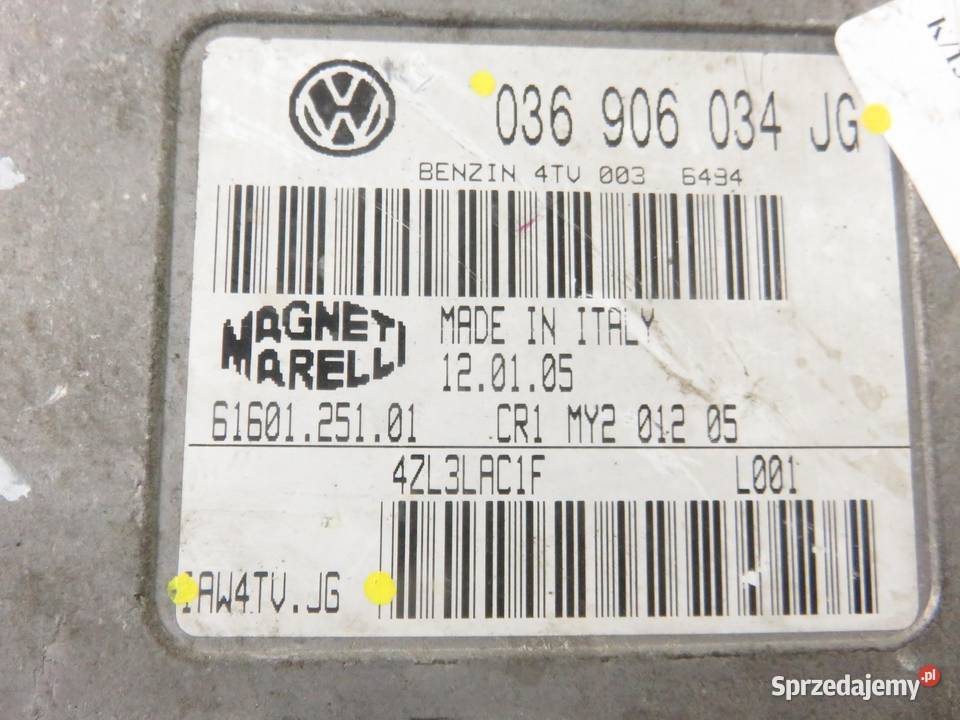 K/15
036 906 034 JG
BENZIN 4TV 003 6494
MAGNETI
MARELLI
MADE IN ITALY
12.01.05
61601.251.01 CR1 MY2 012 05
4ZL3LAC1F L001
IAW4TV.JG
Sprzedajemy.pl